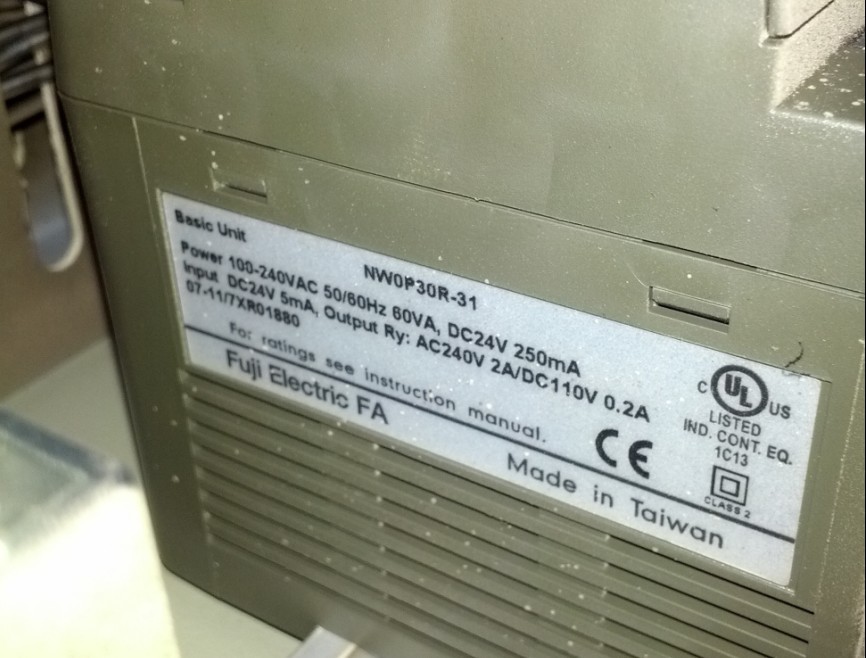 Basic Unit
NW0P30R-31
Power 100-240VAC 50/60Hz 60VA, DC24V 250mA
Input DC24V 5mA, Output Ry: AC240V 2A/DC110V 0.2A
07-11/7XR01880
For ratings see instruction manual.
Fuji Electric FA
CE
Made in Taiwan
C UL US
LISTED
IND. CONT. EQ.
1C13
CLASS 2